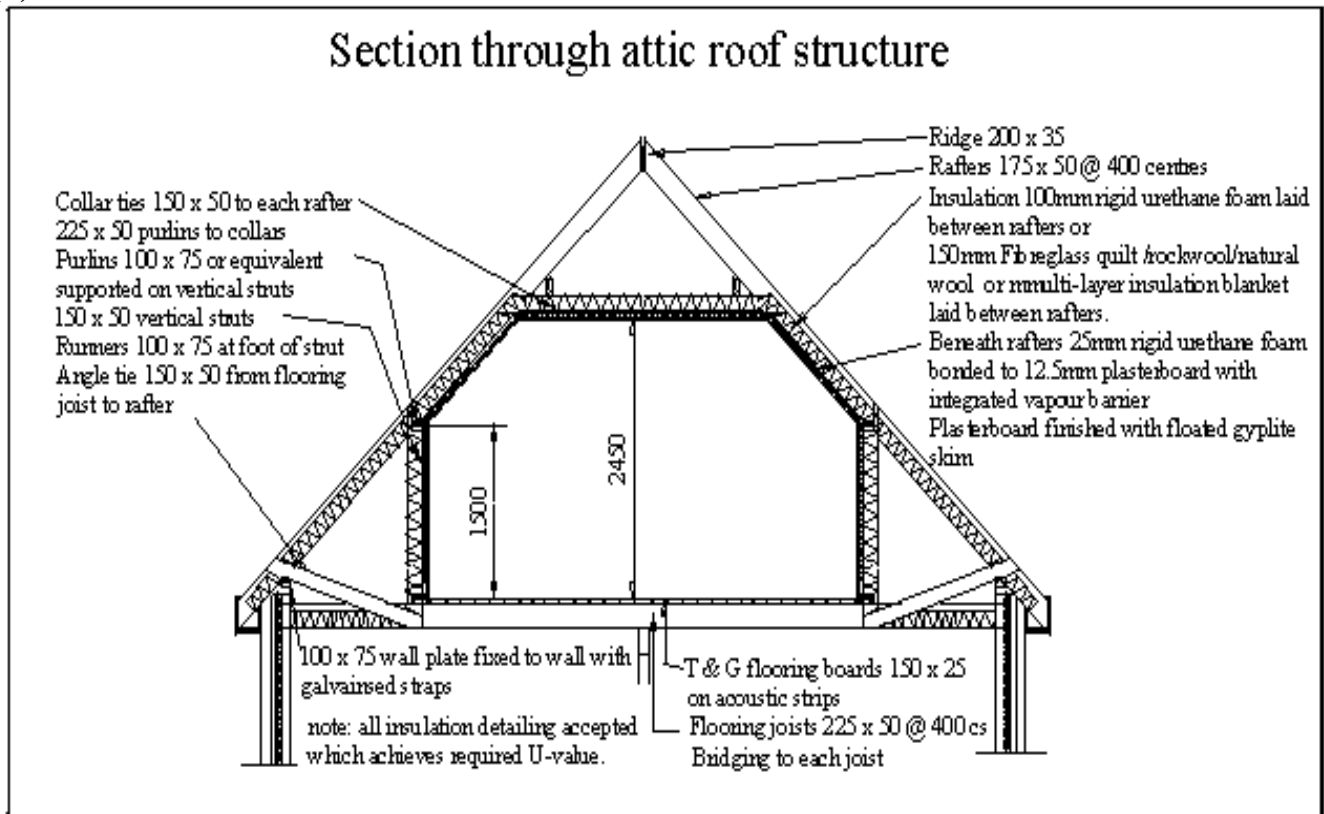 Section through attic roof structure
Collar ties 150 x 50 to each rafter
225 x 50 purlins to collars
Purlins 100 x 75 or equivalent
supported on vertical struts
150 x 50 vertical struts
Runners 100 x 75 at foot of strut
Angle tie 150 x 50 from flooring
joist to rafter
Ridge 200 x 35
Rafters 175 x 50 @ 400 centres
Insulation 100mm rigid urethane foam laid
between rafters or
150mm Fibreglass quilt /rockwool/natural
wool or mmulti-layer insulation blanket
laid between rafters.
Beneath rafters 25mm rigid urethane foam
bonded to 12.5mm plasterboard with
integrated vapour barrier
Plasterboard finished with floated gyplite
skim
1500
2450
100 x 75 wall plate fixed to wall with
galvainsed straps
note: all insulation detailing accepted
which achieves required U-value.
T & G flooring boards 150 x 25
on acoustic strips
Flooring joists 225 x 50 @ 400 cs
Bridging to each joist